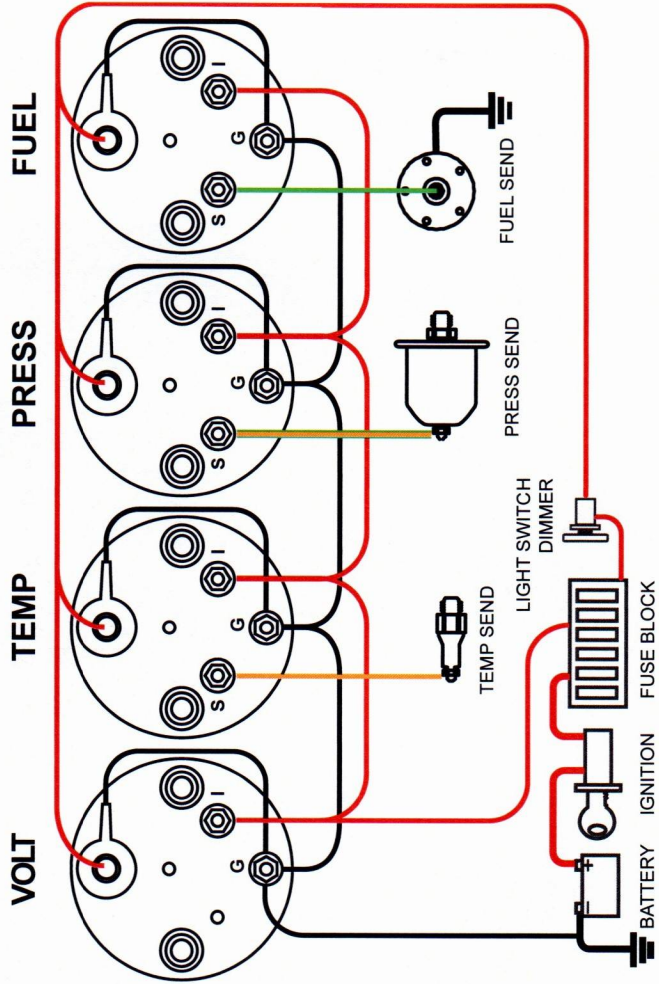 VOLT
TEMP
PRESS
FUEL
I
G
S
I
G
S
I
G
S
I
G
BATTERY
- +
IGNITION
FUSE BLOCK
LIGHT SWITCH
DIMMER
TEMP SEND
PRESS SEND
FUEL SEND